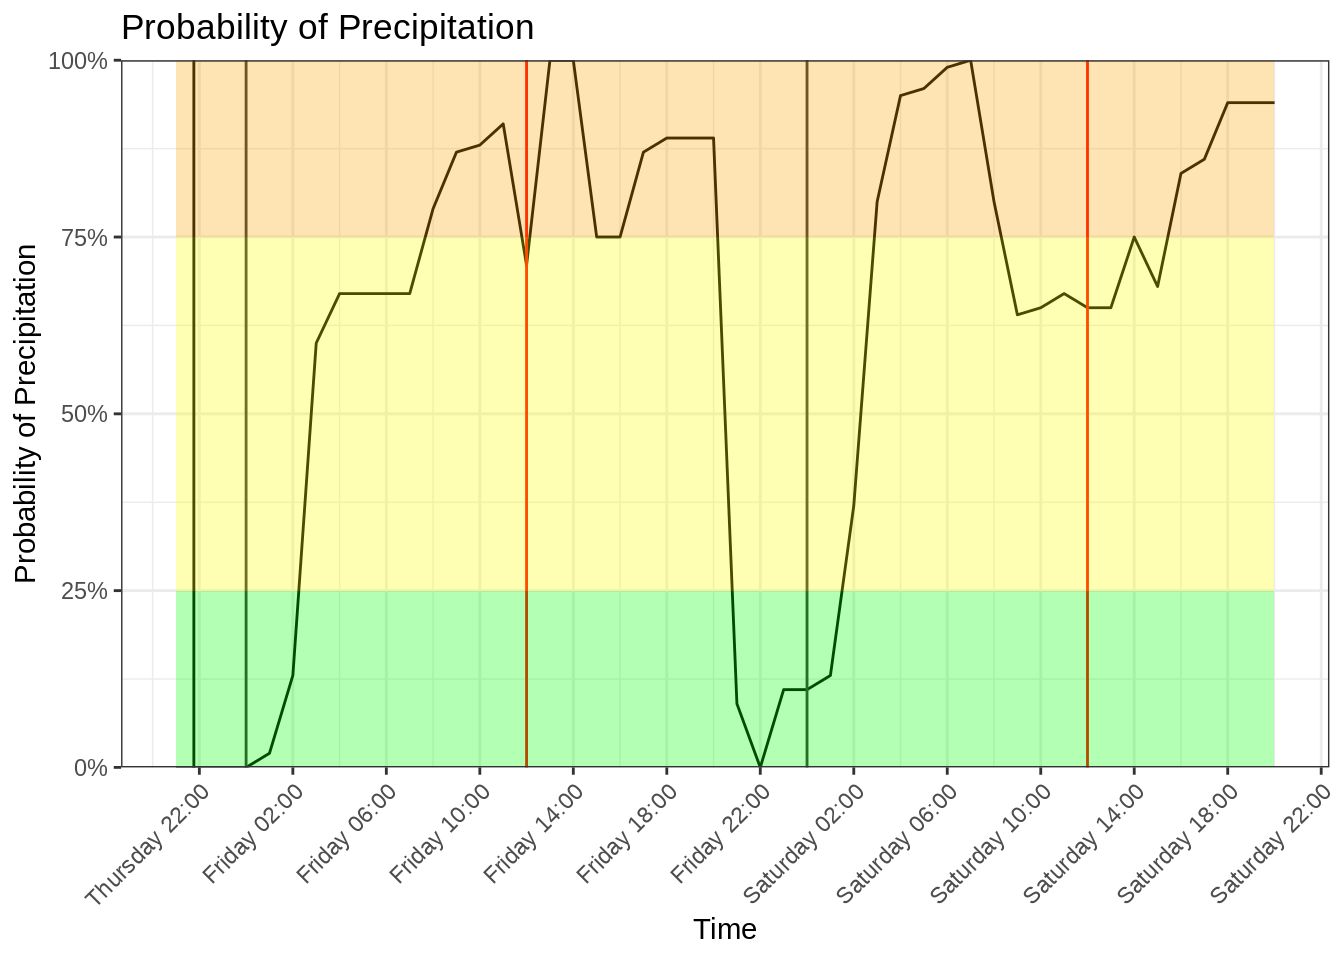 Probability of Precipitation
100%
75%
50%
25%
0%
Probability of Precipitation
Thursday 22:00
Friday 02:00
Friday 06:00
Friday 10:00
Friday 14:00
Friday 18:00
Friday 22:00
Saturday 02:00
Saturday 06:00
Saturday 10:00
Saturday 14:00
Saturday 18:00
Saturday 22:00
Time